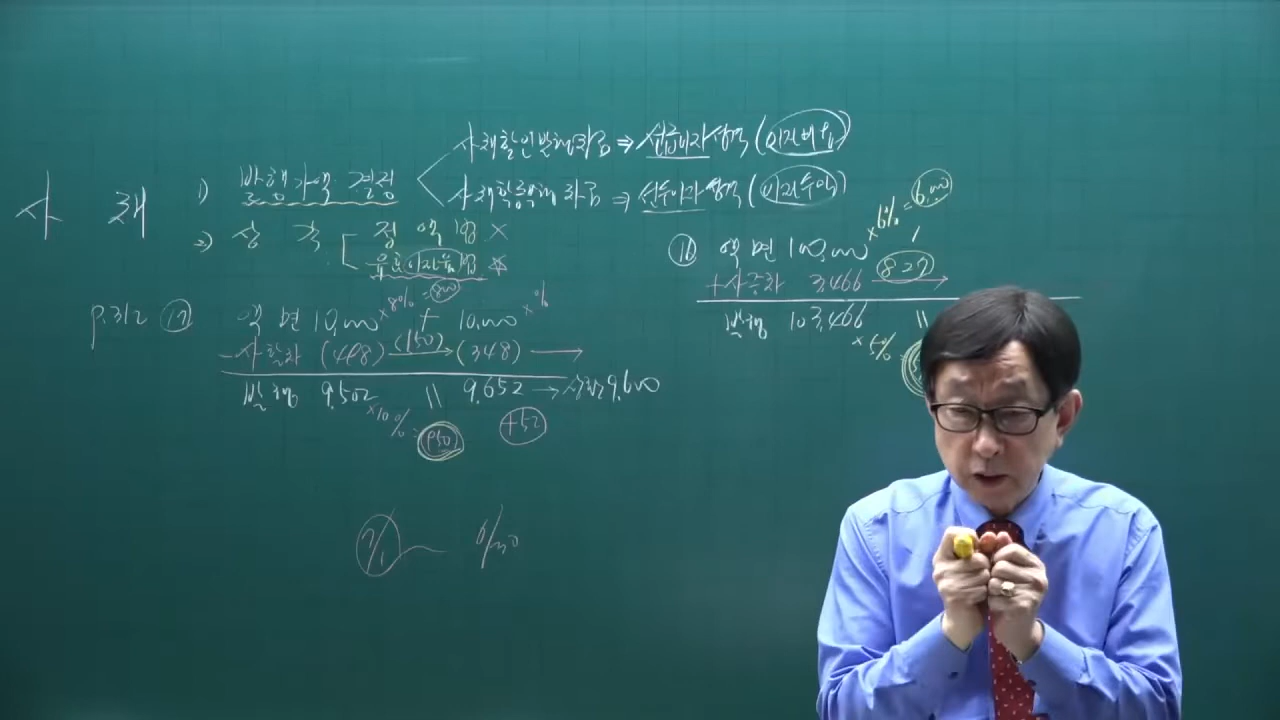 사채할인발행차금 ⇒ 선급이자 성격 (이자비용)
사 채 1) 발행가액 결정
사채할증발행차금 ⇒ 선수이자 성격 (이자수익)
2) 상 각 정 액 법 ×
유효이자율법
p.312 ⑰ 액 면 10,000 ×8% = 800 + 10,000 × %
- 사할차 (498) (150) → (348) →
발행 9,502 ×10% = 950 || 9,652 → 상환 9,600
+52
7/1 6/30
⑯ 액 면 100,000 ×6% = 6,000
+ 사증차 3,466 827 →
발행 103,466 ×5% = ||